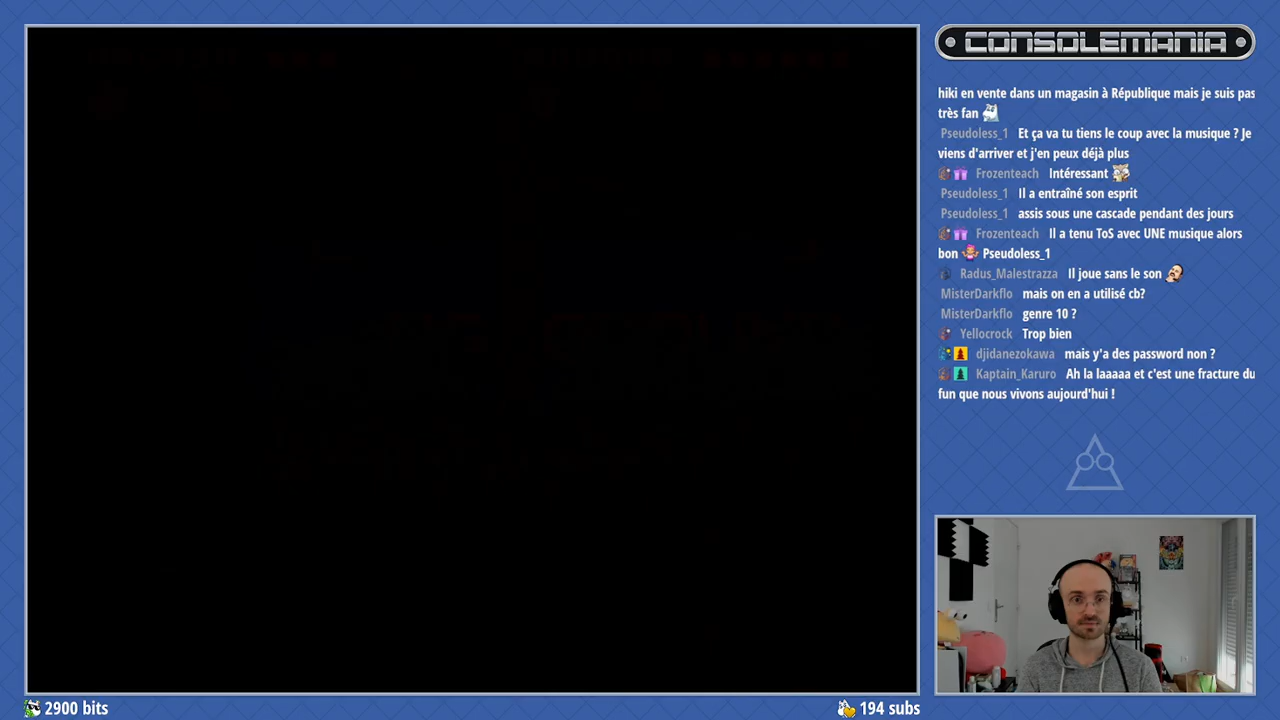 CONSOLEMANIA
hiki en vente dans un magasin à République mais je suis pas
très fan
Pseudoless_1 Et ça va tu tiens le coup avec la musique ? Je
viens d'arriver et j'en peux déjà plus
Frozenteach Intéressant
Pseudoless_1 Il a entraîné son esprit
Pseudoless_1 assis sous une cascade pendant des jours
Frozenteach Il a tenu ToS avec UNE musique alors
bon Pseudoless_1
Radus_Malestrazza Il joue sans le son
MisterDarkflo mais on en a utilisé cb?
MisterDarkflo genre 10 ?
Yellocrock Trop bien
djidanezokawa mais y'a des password non ?
Kaptain_Karuro Ah la laaaaa et c'est une fracture du
fun que nous vivons aujourd'hui !
2900 bits
194 subs